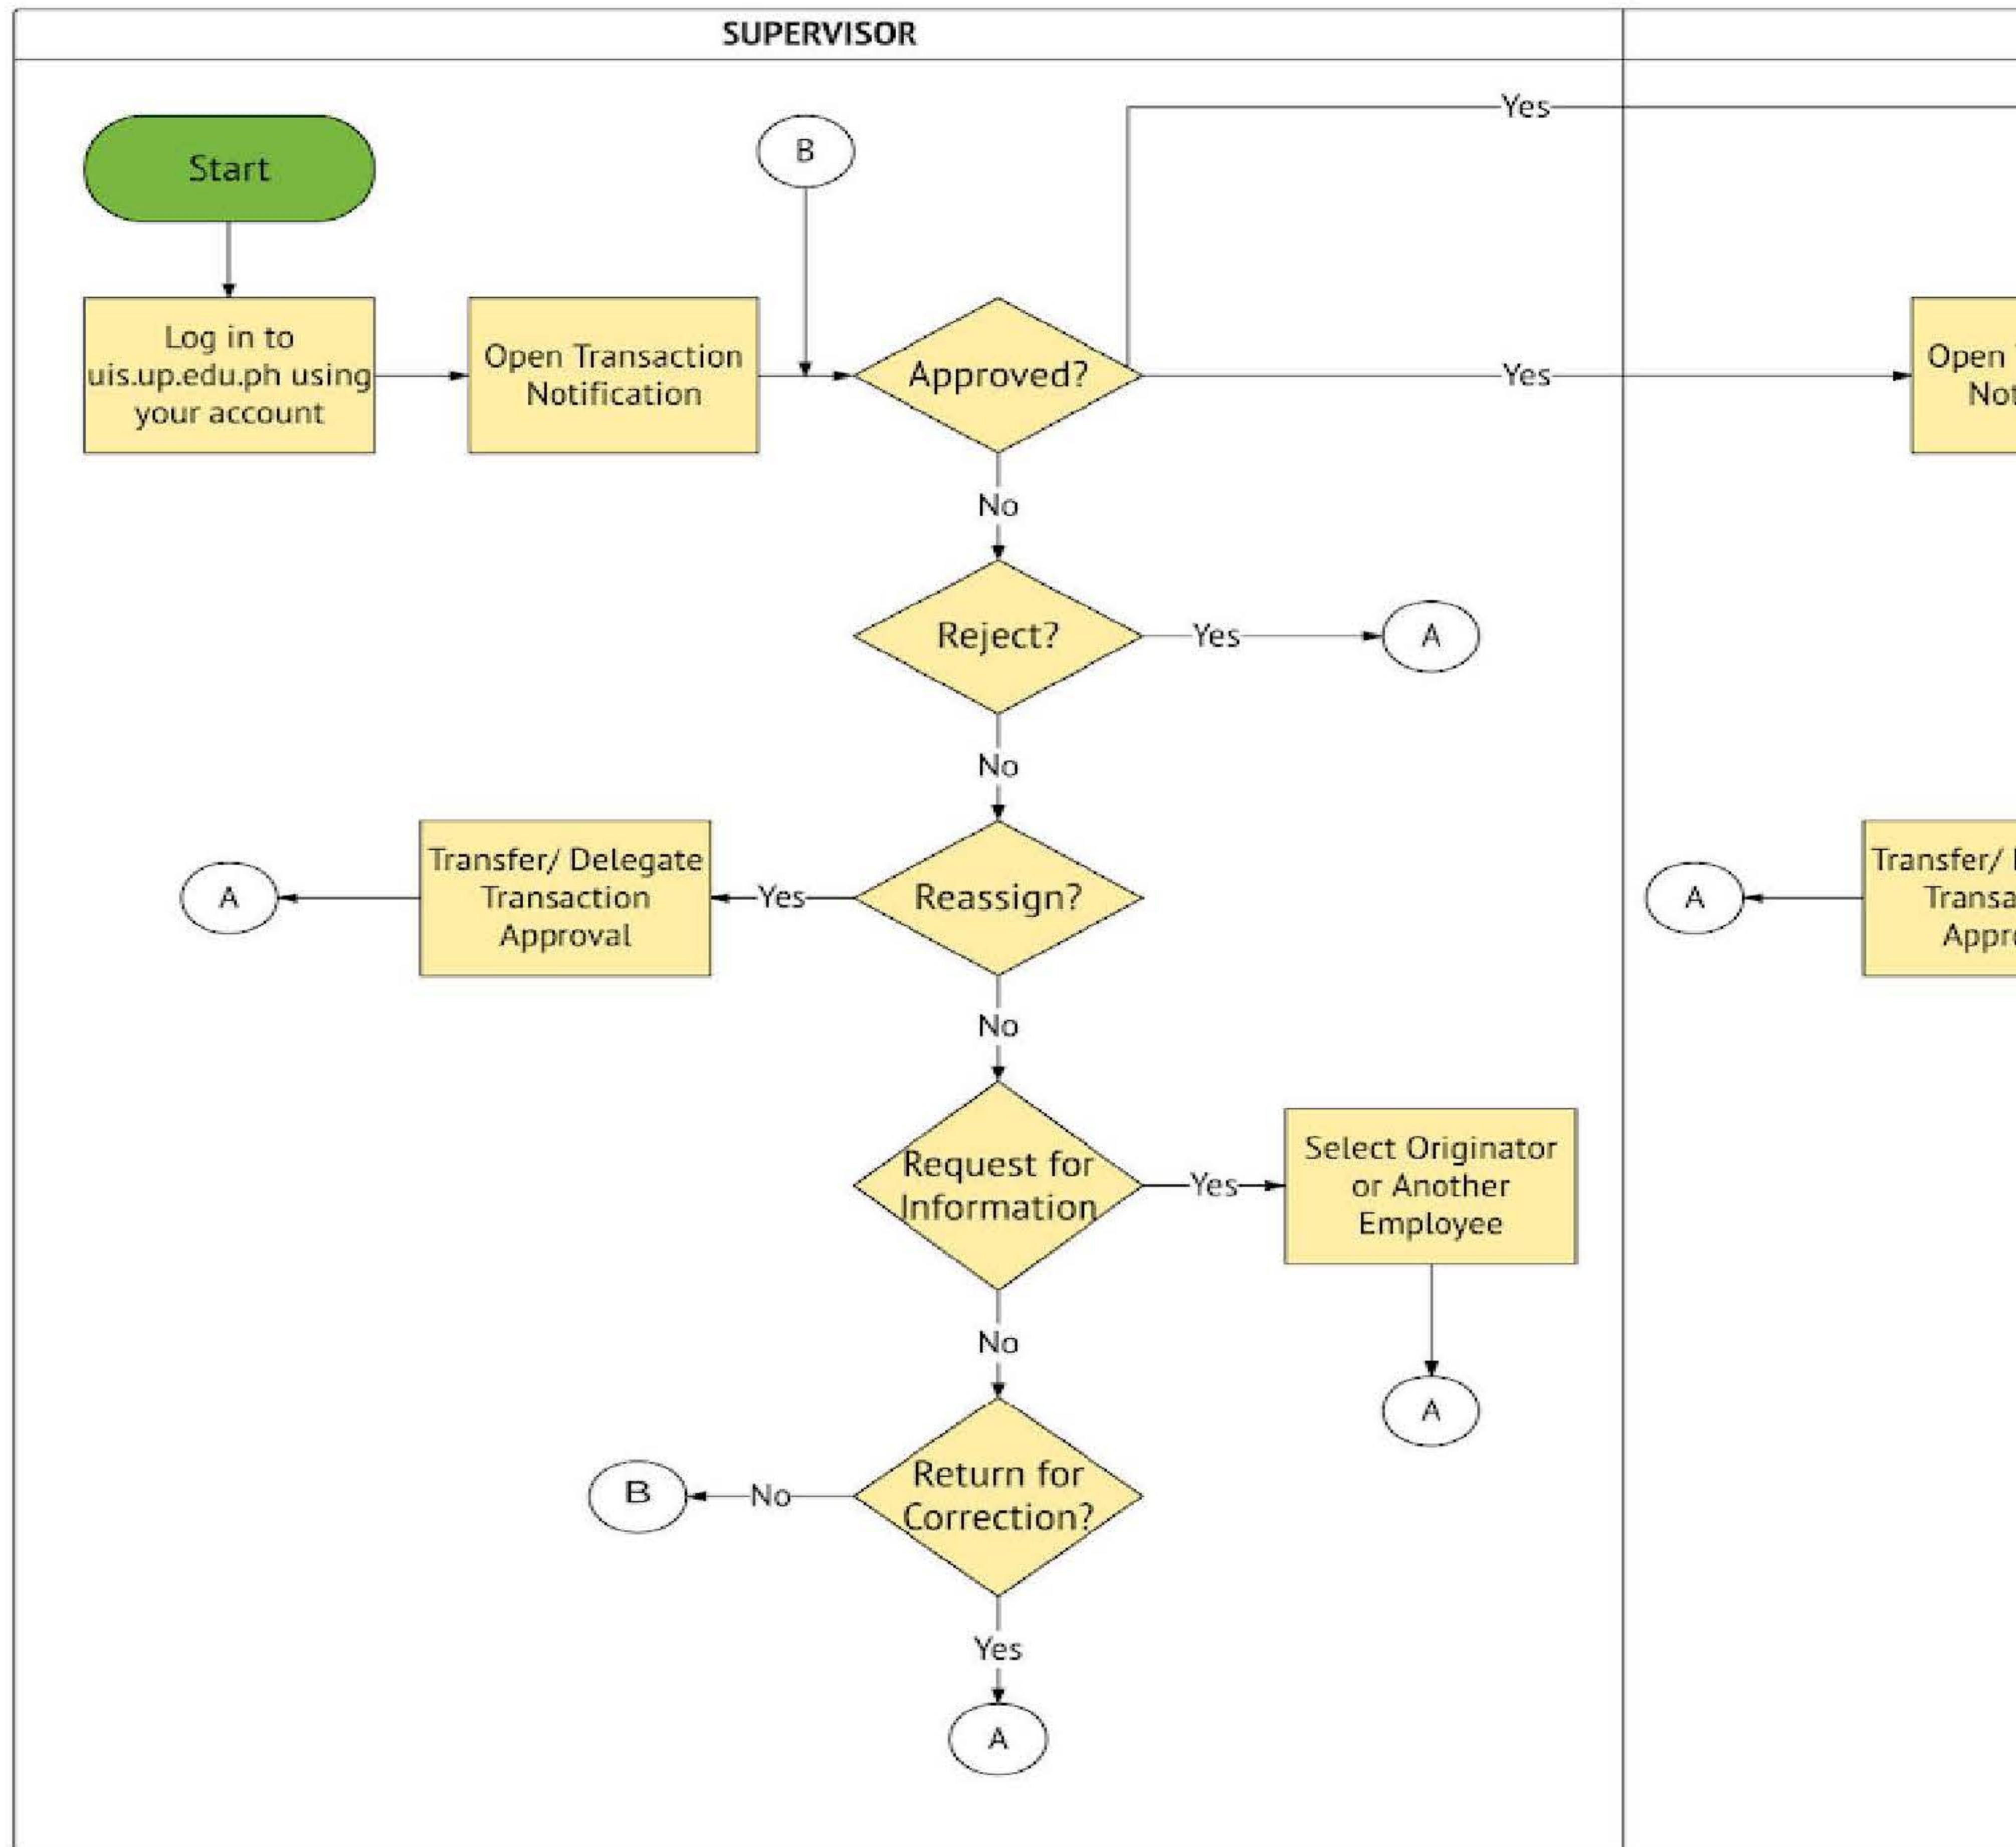 SUPERVISOR
Yes
Start
B
Log in to
uis.up.edu.ph using
your account
Open Transaction
Notification
Approved?
Yes
Open
No
Reject?
Yes
A
No
A
Transfer/ Delegate
Transaction
Approval
Yes
Reassign?
A
Transfer/
No
Request for
Information
Yes
Select Originator
or Another
Employee
No
A
B
No
Return for
Correction?
Yes
A